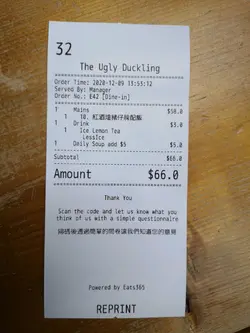 32
The Ugly Duckling
Order Time: 2020-12-09 11:53:12
Served By: Manager
Order No.: E42 [Dine-in]
1 Mains $58.0
1 10. 紅酒燴豬仔辣配飯
1 Drink $3.0
1 Ice Lemon Tea
LessIce
1 Daily Soup add $5 $5.0
Subtotal $66.0
Amount $66.0
Thank You
Scan the code and let us know what you
think of us with a simple questionnaire
掃碼後透過簡單的問卷讓我們知道您的意見
Powered by Eats365
REPRINT